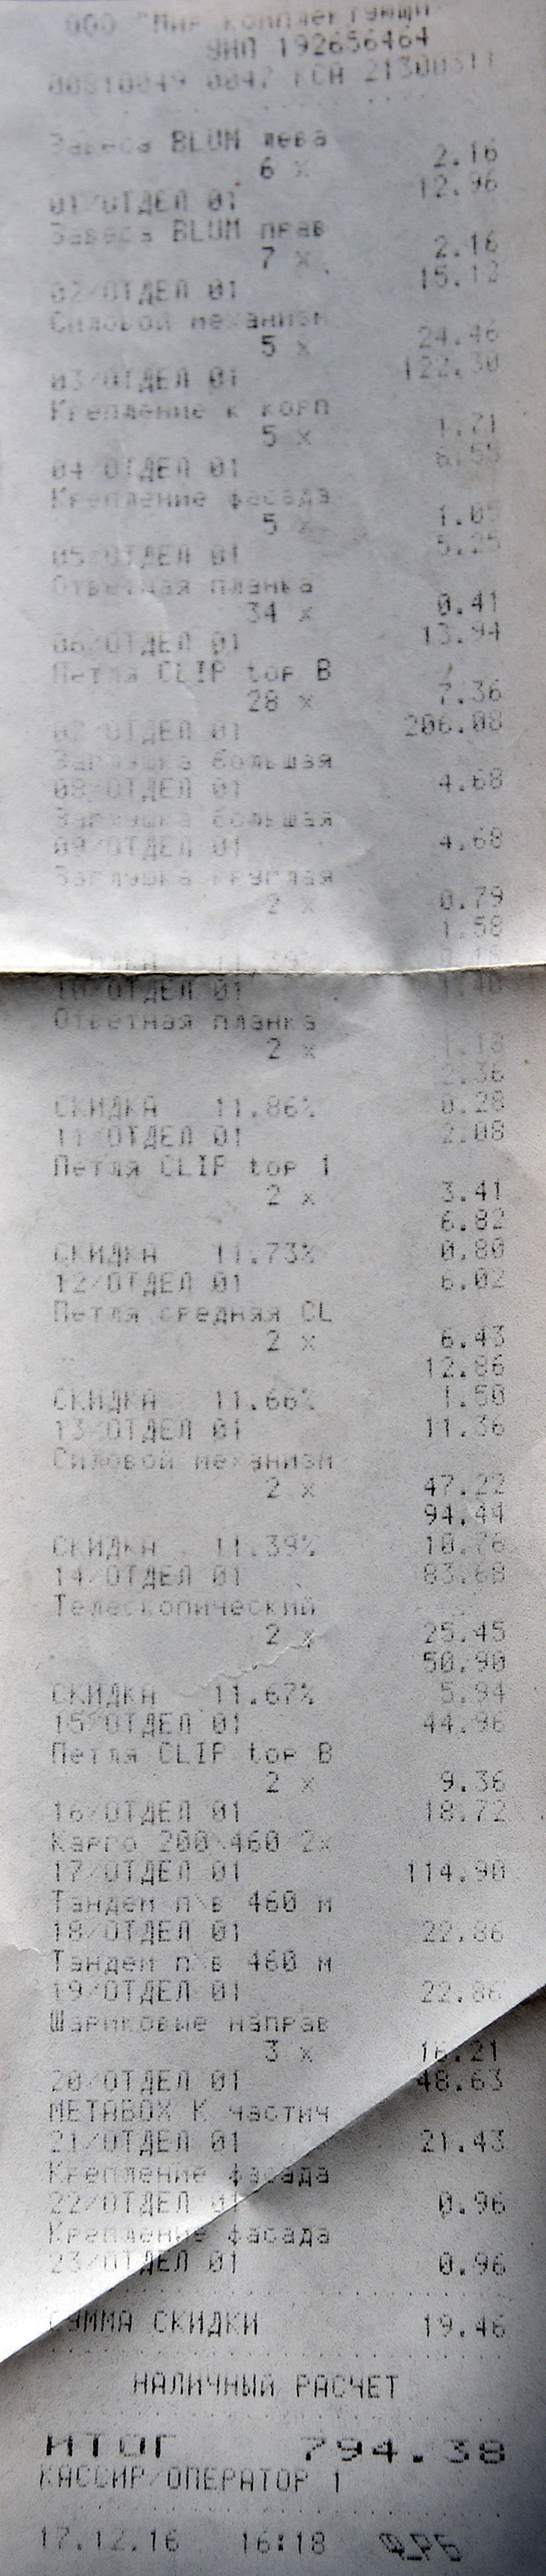 ООО "Мир Комплектующи
УНП 192656464
Завеса BLUM лева
2.16
6 x
12.96
01/ОТДЕЛ 01
Завеса BLUM прав
2.16
7 x
15.12
02/ОТДЕЛ 01
Силовой механизм
24.46
5 x
122.30
03/ОТДЕЛ 01
Крепление к корп
5 x
04/ОТДЕЛ 01
Крепление фасада
1.05
5 x
5.25
05/ОТДЕЛ 01
Ответная планка
0.41
34 x
13.94
06/ОТДЕЛ 01
Петля CLIP top B
7.36
28 x
206.08
07/ОТДЕЛ 01
Заглушка большая
4.68
08/ОТДЕЛ 01
Заглушка большая
4.68
09/ОТДЕЛ 01
Заглушка круглая
0.79
2 x
1.58
11.39%
0.18
10/ОТДЕЛ 01
1.40
Ответная планка
1.18
2 x
2.36
СКИДКА 11.86%
0.28
11/ОТДЕЛ 01
2.08
Петля CLIP top 1
3.41
2 x
6.82
СКИДКА 11.73%
0.80
12/ОТДЕЛ 01
6.02
Петля средняя CL
6.43
2 x
12.86
СКИДКА 11.66%
1.50
13/ОТДЕЛ 01
11.36
Силовой механизм
47.22
2 x
94.44
СКИДКА 11.39%
10.76
14/ОТДЕЛ 01
83.68
Телескопический
25.45
2 x
50.90
СКИДКА 11.67%
5.94
15/ОТДЕЛ 01
44.96
Петля CLIP top B
9.36
2 x
18.72
16/ОТДЕЛ 01
Карго 200\460 2х
114.90
17/ОТДЕЛ 01
Тандем п\в 460 м
22.86
18/ОТДЕЛ 01
Тандем п\в 460 м
22.86
19/ОТДЕЛ 01
Шариковые направ
3 x
16.21
20/ОТДЕЛ 01
48.63
METABOX К частич
21/ОТДЕЛ 01
21.43
Крепление фасада
22/ОТДЕЛ 01
0.96
Крепление фасада
23/ОТДЕЛ 01
0.96
СУММА СКИДКИ 19.46
НАЛИЧНЫЙ РАСЧЕТ
ИТОГ 794.38
КАССИР/ОПЕРАТОР 1
17.12.16 16:18